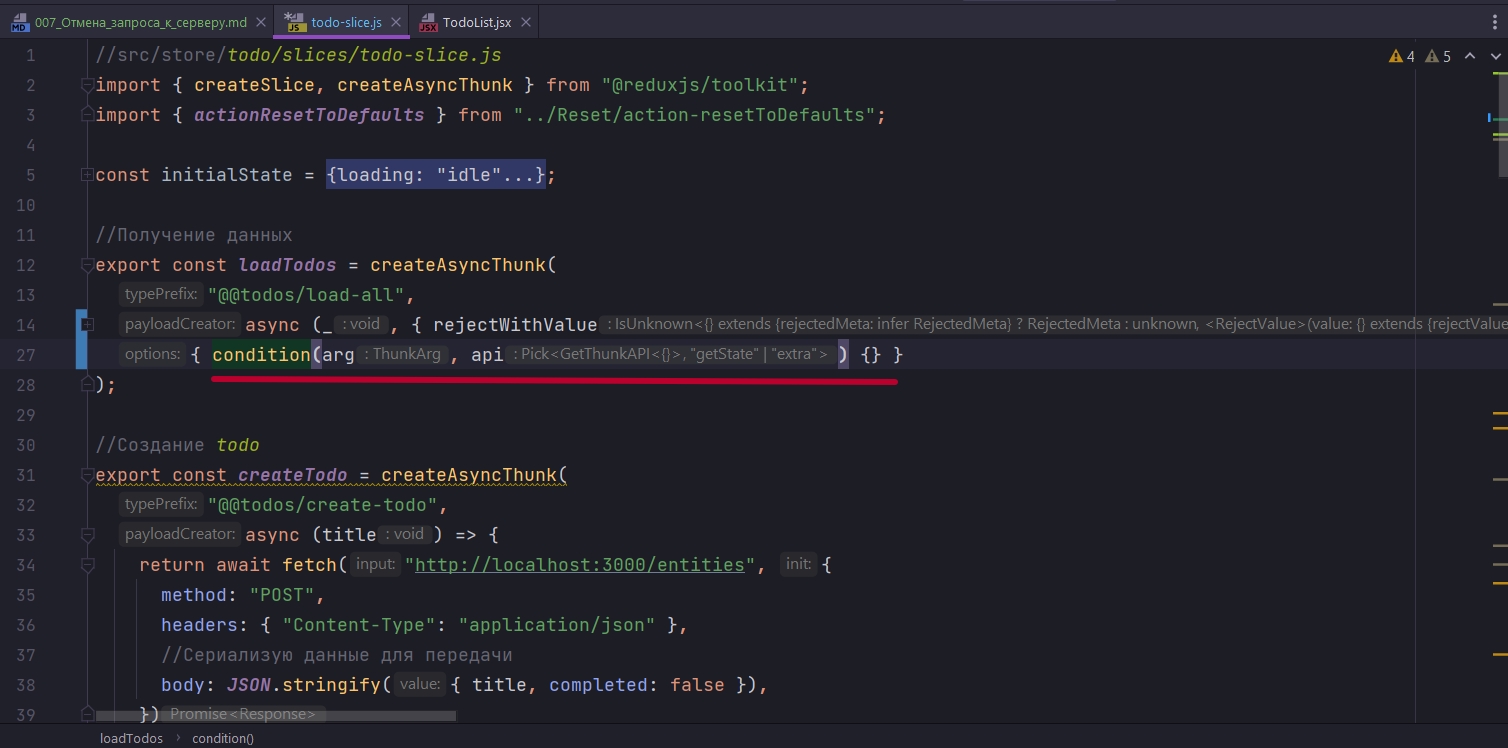 007_Отмена_запроса_к_серверу.md todo-slice.js TodoList.jsx
1 //src/store/todo/slices/todo-slice.js 4 5
2 import { createSlice, createAsyncThunk } from "@reduxjs/toolkit";
3 import { actionResetToDefaults } from "../Reset/action-resetToDefaults";
4
5 const initialState = {loading: "idle"...};
10
11 //Получение данных
12 export const loadTodos = createAsyncThunk(
13 typePrefix: "@@todos/load-all",
14 payloadCreator: async (_ : void , { rejectWithValue : IsUnknown<{} extends {rejectedMeta: infer RejectedMeta} ? RejectedMeta : unknown, <RejectValue>(value: {} extends {rejectValue
27 options: { condition(arg : ThunkArg , api : Pick<GetThunkAPI<{}>, "getState" | "extra"> ) {} }
28 );
29
30 //Создание todo
31 export const createTodo = createAsyncThunk(
32 typePrefix: "@@todos/create-todo",
33 payloadCreator: async (title : void ) => {
34 return await fetch( input: "http://localhost:3000/entities", init: {
35 method: "POST",
36 headers: { "Content-Type": "application/json" },
37 //Сериализую данные для передачи
38 body: JSON.stringify( value: { title, completed: false }),
39 }) Promise<Response>
loadTodos › condition()